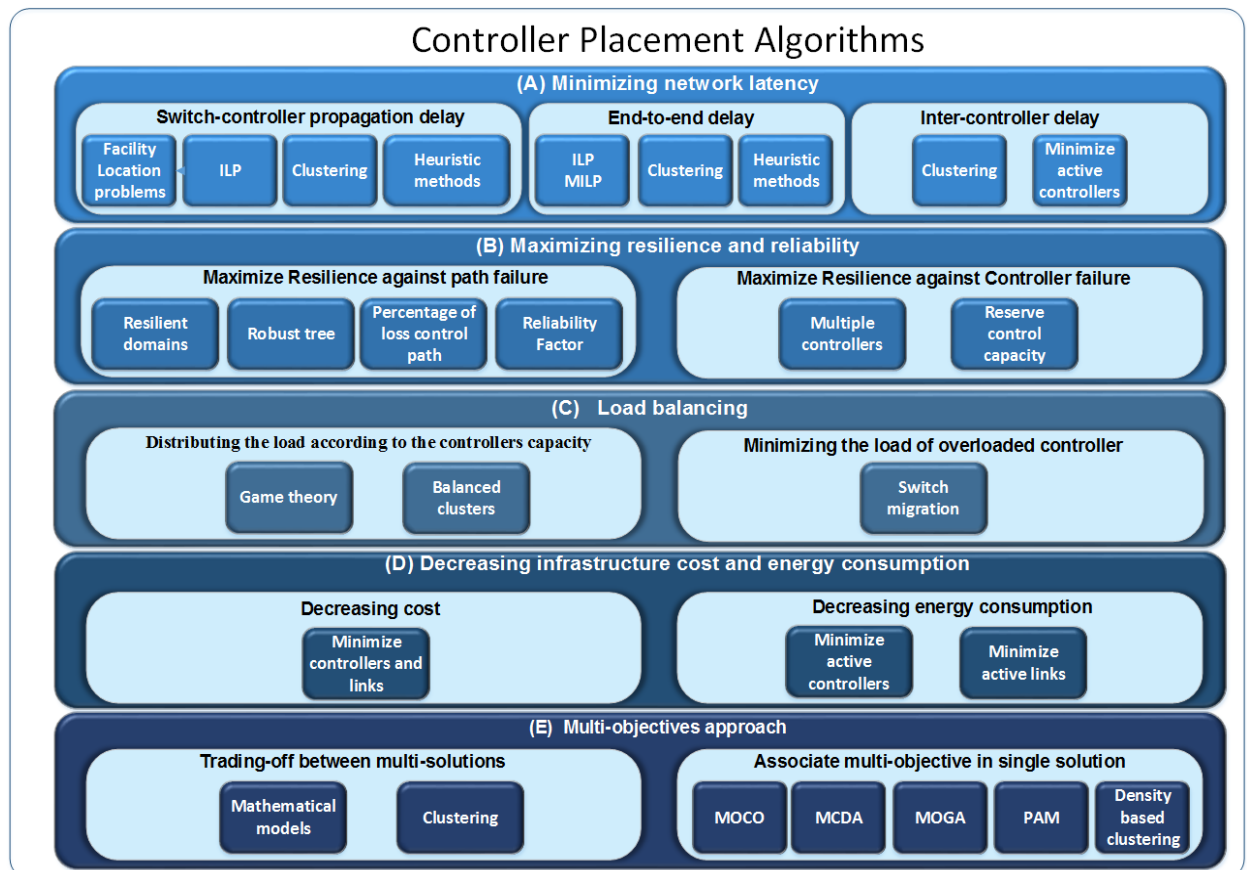 Controller Placement Algorithms
(A) Minimizing network latency
Switch-controller propagation delay
Facility
Location
problems
ILP
Clustering
Heuristic
methods
End-to-end delay
ILP
MILP
Clustering
Heuristic
methods
Inter-controller delay
Clustering
Minimize
active
controllers
(B) Maximizing resilience and reliability
Maximize Resilience against path failure
Resilient
domains
Robust tree
Percentage of
loss control
path
Reliability
Factor
Maximize Resilience against Controller failure
Multiple
controllers
Reserve
control
capacity
(C) Load balancing
Distributing the load according to the controllers capacity
Game theory
Balanced
clusters
Minimizing the load of overloaded controller
Switch
migration
(D) Decreasing infrastructure cost and energy consumption
Decreasing cost
Minimize
controllers and
links
Decreasing energy consumption
Minimize
active
controllers
Minimize
active links
(E) Multi-objectives approach
Trading-off between multi-solutions
Mathematical
models
Clustering
Associate multi-objective in single solution
MOCO
MCDA
MOGA
PAM
Density
based
clustering